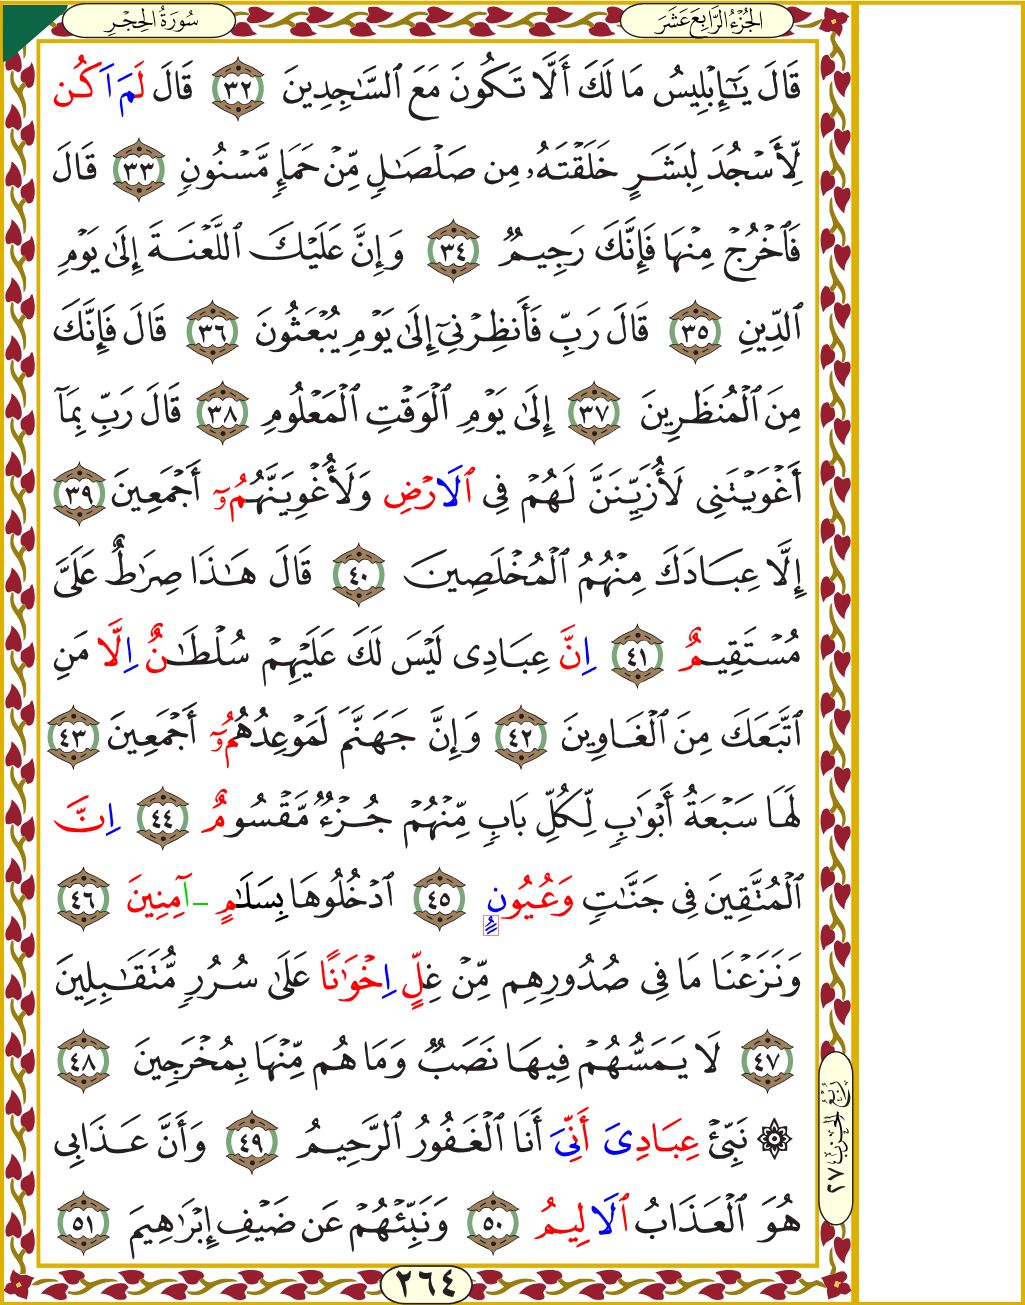 سُورَةُ الحِجْرِ الجُزْءُ الرَّابِعَ عَشَرَ
قَالَ يَـٰٓإِبۡلِيسُ مَا لَكَ أَلَّا تَكُونَ مَعَ ٱلسَّـٰجِدِينَ ٣٢ قَالَ لَمَ اَكُن
لِّأَسۡجُدَ لِبَشَرٍ خَلَقۡتَهُۥ مِن صَلۡصَـٰلٍ مِّنۡ حَمَإٍ مَّسۡنُونٍ ٣٣ قَالَ
فَٱخۡرُجۡ مِنۡهَا فَإِنَّكَ رَجِيمٌ ٣٤ وَإِنَّ عَلَيۡكَ ٱللَّعۡنَةَ إِلَىٰ يَوۡمِ
ٱلدِّينِ ٣٥ قَالَ رَبِّ فَأَنظِرۡنِيٓ إِلَىٰ يَوۡمِ يُبۡعَثُونَ ٣٦ قَالَ فَإِنَّكَ
مِنَ ٱلۡمُنظَرِينَ ٣٧ إِلَىٰ يَوۡمِ ٱلۡوَقۡتِ ٱلۡمَعۡلُومِ ٣٨ قَالَ رَبِّ بِمَآ
أَغۡوَيۡتَنِى لَأُزَيِّنَنَّ لَهُمۡ فِى ٱلَارۡضِ وَلَأُغۡوِيَنَّهُمُۥٓ أَجۡمَعِينَ ٣٩
إِلَّا عِبَادَكَ مِنۡهُمُ ٱلۡمُخۡلَصِينَ ٤٠ قَالَ هَـٰذَا صِرَٰطٌ عَلَىَّ
مُسۡتَقِيمٌ ٤١ اِنَّ عِبَادِى لَيۡسَ لَكَ عَلَيۡهِمۡ سُلۡطَـٰنٌ اِلَّا مَنِ
ٱتَّبَعَكَ مِنَ ٱلۡغَاوِينَ ٤٢ وَإِنَّ جَهَنَّمَ لَمَوۡعِدُهُمُۥٓ أَجۡمَعِينَ ٤٣
لَهَا سَبۡعَةُ أَبۡوَٰبٍ لِّكُلِّ بَابٍ مِّنۡهُمۡ جُزۡءٌ مَّقۡسُومٌ ٤٤ اِنَّ
ٱلۡمُتَّقِينَ فِى جَنَّـٰتٍ وَعُيُونٍ ٤٥ ٱدۡخُلُوهَا بِسَلَـٰمٍ ـآمِنِينَ ٤٦
وَنَزَعۡنَا مَا فِى صُدُورِهِم مِّنۡ غِلٍّ اِخۡوَٰنًا عَلَىٰ سُرُرٍ مُّتَقَـٰبِلِينَ
٤٧ لَا يَمَسُّهُمۡ فِيهَا نَصَبٌ وَمَا هُم مِّنۡهَا بِمُخۡرَجِينَ ٤٨
۞ نَبِّئۡ عِبَادِىَ أَنِّىَ أَنَا ٱلۡغَفُورُ ٱلرَّحِيمُ ٤٩ وَأَنَّ عَذَابِى
هُوَ ٱلۡعَذَابُ ٱلَالِيمُ ٥٠ وَنَبِّئۡهُمۡ عَن ضَيۡفِ إِبۡرَٰهِيمَ ٥١
رُبْعُ الحِزْب ٢٧
٢٦٤